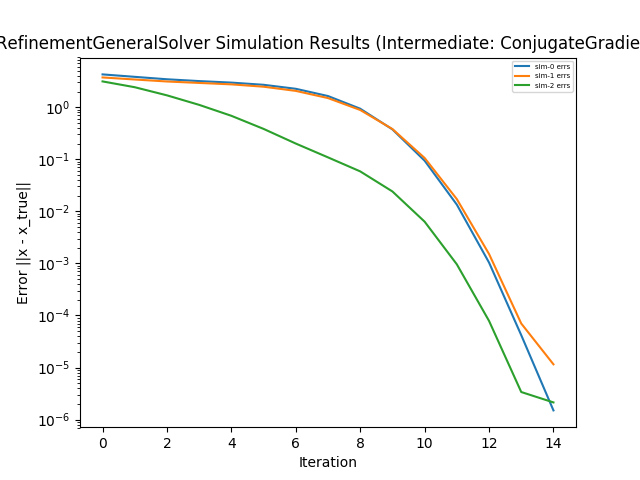 RefinementGeneralSolver Simulation Results (Intermediate: ConjugateGradie
sim-0 errs
sim-1 errs
sim-2 errs
Error ||x - x_true||
10^0
10^-1
10^-2
10^-3
10^-4
10^-5
10^-6
0 2 4 6 8 10 12 14
Iteration